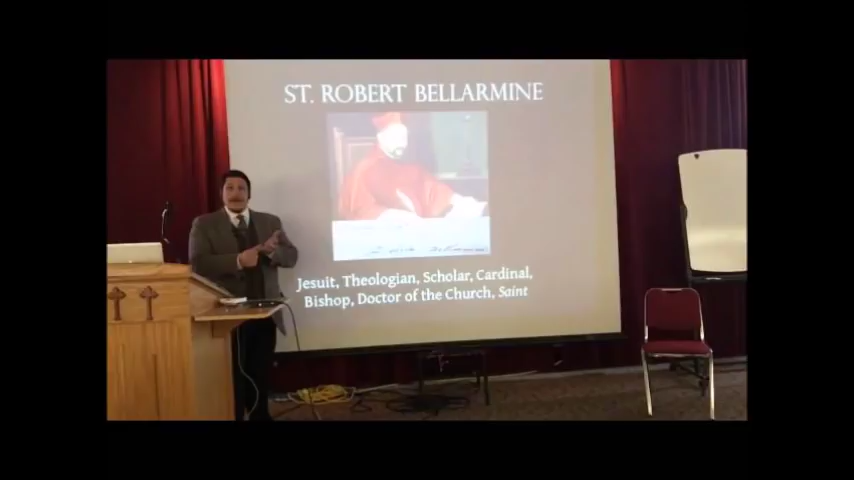 ST. ROBERT BELLARMINE
Jesuit, Theologian, Scholar, Cardinal,
Bishop, Doctor of the Church, Saint